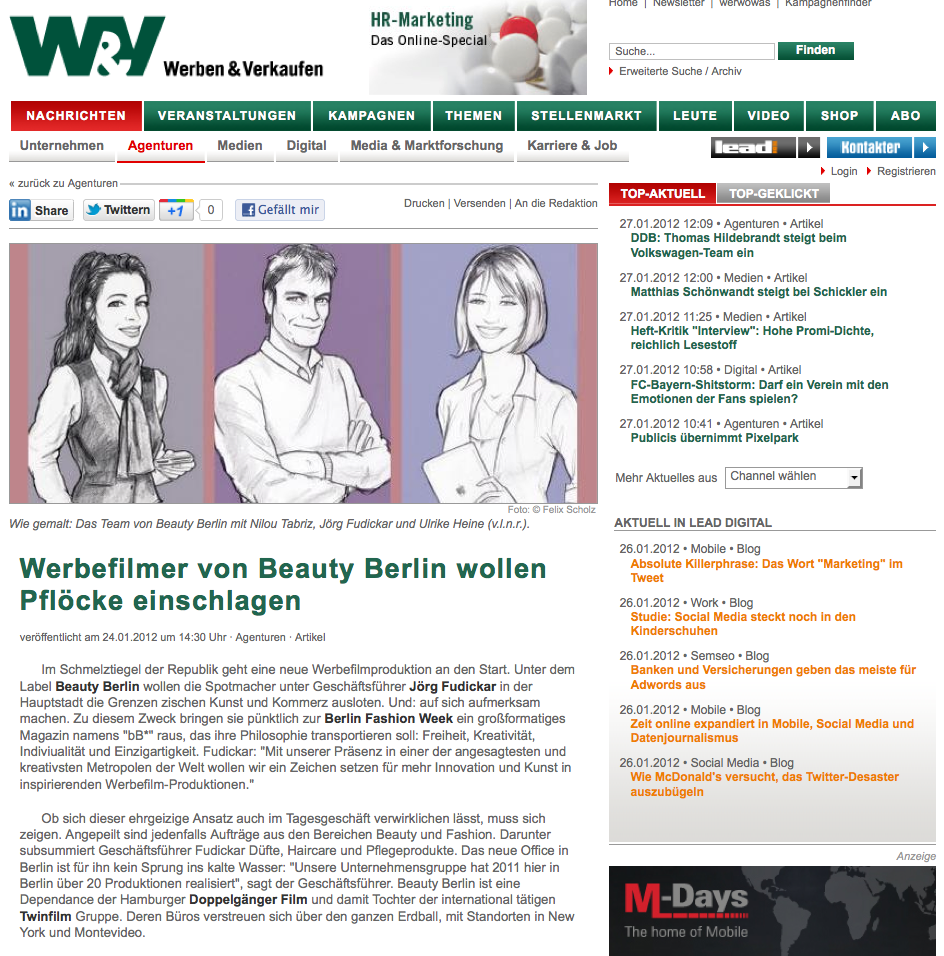 Home | Newsletter | werwowas | Kampagnenfinder
W&V
Werben & Verkaufen
HR-Marketing
Das Online-Special
Suche...
Finden
Erweiterte Suche / Archiv
NACHRICHTEN
VERANSTALTUNGEN
KAMPAGNEN
THEMEN
STELLENMARKT
LEUTE
VIDEO
SHOP
ABO
Unternehmen
Agenturen
Medien
Digital
Media & Marktforschung
Karriere & Job
lead!
Kontakter
Login
Registrieren
« zurück zu Agenturen
in Share
Twittern
+1
0
Gefällt mir
Drucken | Versenden | An die Redaktion
Foto: © Felix Scholz
Wie gemalt: Das Team von Beauty Berlin mit Nilou Tabriz, Jörg Fudickar und Ulrike Heine (v.l.n.r.).
Werbefilmer von Beauty Berlin wollen
Pflöcke einschlagen
veröffentlicht am 24.01.2012 um 14:30 Uhr · Agenturen · Artikel
Im Schmelztiegel der Republik geht eine neue Werbefilmproduktion an den Start. Unter dem
Label Beauty Berlin wollen die Spotmacher unter Geschäftsführer Jörg Fudickar in der
Hauptstadt die Grenzen zischen Kunst und Kommerz ausloten. Und: auf sich aufmerksam
machen. Zu diesem Zweck bringen sie pünktlich zur Berlin Fashion Week ein großformatiges
Magazin namens "bB*" raus, das ihre Philosophie transportieren soll: Freiheit, Kreativität,
Indiviualität und Einzigartigkeit. Fudickar: "Mit unserer Präsenz in einer der angesagtesten und
kreativsten Metropolen der Welt wollen wir ein Zeichen setzen für mehr Innovation und Kunst in
inspirierenden Werbefilm-Produktionen."
Ob sich dieser ehrgeizige Ansatz auch im Tagesgeschäft verwirklichen lässt, muss sich
zeigen. Angepeilt sind jedenfalls Aufträge aus den Bereichen Beauty und Fashion. Darunter
subsummiert Geschäftsführer Fudickar Düfte, Haircare und Pflegeprodukte. Das neue Office in
Berlin ist für ihn kein Sprung ins kalte Wasser: "Unsere Unternehmensgruppe hat 2011 hier in
Berlin über 20 Produktionen realisiert", sagt der Geschäftsführer. Beauty Berlin ist eine
Dependance der Hamburger Doppelgänger Film und damit Tochter der international tätigen
Twinfilm Gruppe. Deren Büros verstreuen sich über den ganzen Erdball, mit Standorten in New
York und Montevideo.
TOP-AKTUELL
TOP-GEKLICKT
27.01.2012 12:09 • Agenturen • Artikel
DDB: Thomas Hildebrandt steigt beim
Volkswagen-Team ein
27.01.2012 12:00 • Medien • Artikel
Matthias Schönwandt steigt bei Schickler ein
27.01.2012 11:25 • Medien • Artikel
Heft-Kritik "Interview": Hohe Promi-Dichte,
reichlich Lesestoff
27.01.2012 10:58 • Digital • Artikel
FC-Bayern-Shitstorm: Darf ein Verein mit den
Emotionen der Fans spielen?
27.01.2012 10:41 • Agenturen • Artikel
Publicis übernimmt Pixelpark
Mehr Aktuelles aus
Channel wählen
AKTUELL IN LEAD DIGITAL
26.01.2012 • Mobile • Blog
Absolute Killerphrase: Das Wort "Marketing" im
Tweet
26.01.2012 • Work • Blog
Studie: Social Media steckt noch in den
Kinderschuhen
26.01.2012 • Semseo • Blog
Banken und Versicherungen geben das meiste für
Adwords aus
26.01.2012 • Mobile • Blog
Zeit online expandiert in Mobile, Social Media und
Datenjournalismus
26.01.2012 • Social Media • Blog
Wie McDonald's versucht, das Twitter-Desaster
auszubügeln
Anzeige
M-Days
The home of Mobile